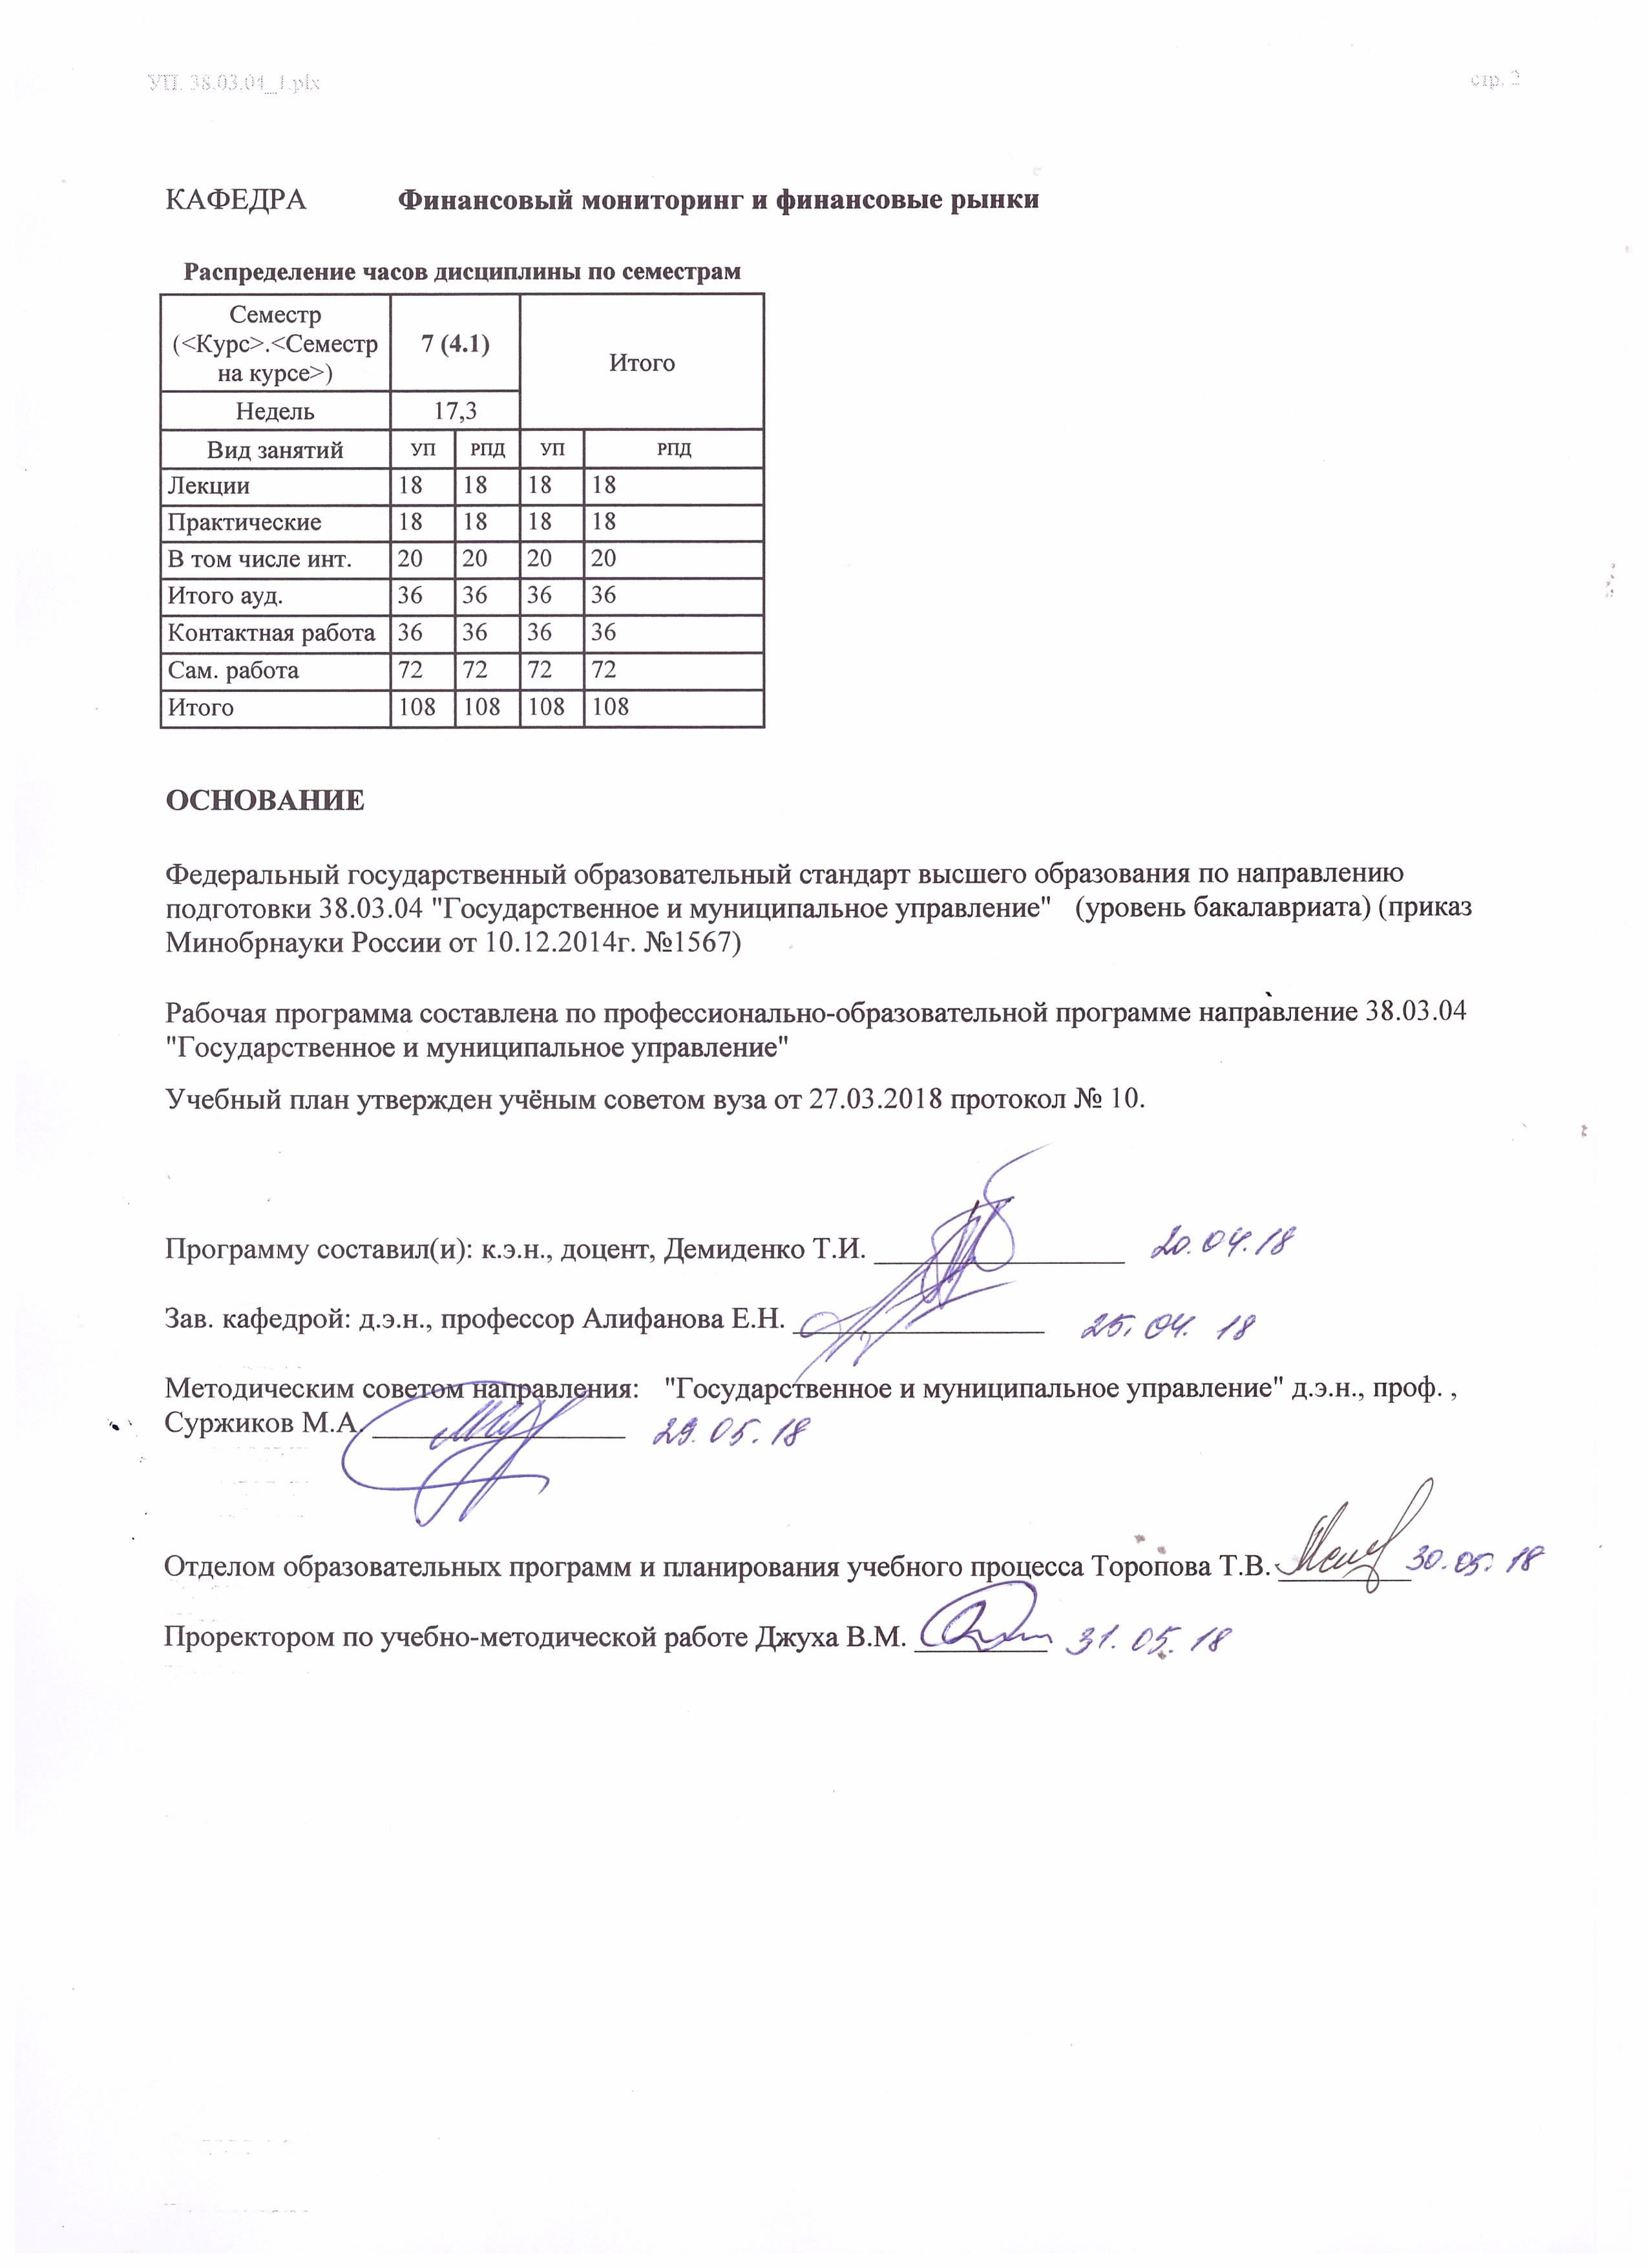 УП. 38.03.04_1.plx
стр. 2
КАФЕДРА Финансовый мониторинг и финансовые рынки
Распределение часов дисциплины по семестрам
Семестр
(<Курс>.<Семестр
на курсе>)
7 (4.1)
Итого
Недель 17,3
Вид занятий УП РПД УП РПД
Лекции 18 18 18 18
Практические 18 18 18 18
В том числе инт. 20 20 20 20
Итого ауд. 36 36 36 36
Контактная работа 36 36 36 36
Сам. работа 72 72 72 72
Итого 108 108 108 108
ОСНОВАНИЕ
Федеральный государственный образовательный стандарт высшего образования по направлению
подготовки 38.03.04 "Государственное и муниципальное управление" (уровень бакалавриата) (приказ
Минобрнауки России от 10.12.2014г. №1567)
Рабочая программа составлена по профессионально-образовательной программе направление 38.03.04
"Государственное и муниципальное управление"
Учебный план утвержден учёным советом вуза от 27.03.2018 протокол № 10.
Программу составил(и): к.э.н., доцент, Демиденко Т.И. 20.04.18
Зав. кафедрой: д.э.н., профессор Алифанова Е.Н. 25.04.18
Методическим советом направления: "Государственное и муниципальное управление" д.э.н., проф. ,
Суржиков М.А. 29.05.18
Отделом образовательных программ и планирования учебного процесса Торопова Т.В. 30.05.18
Проректором по учебно-методической работе Джуха В.М. 31.05.18